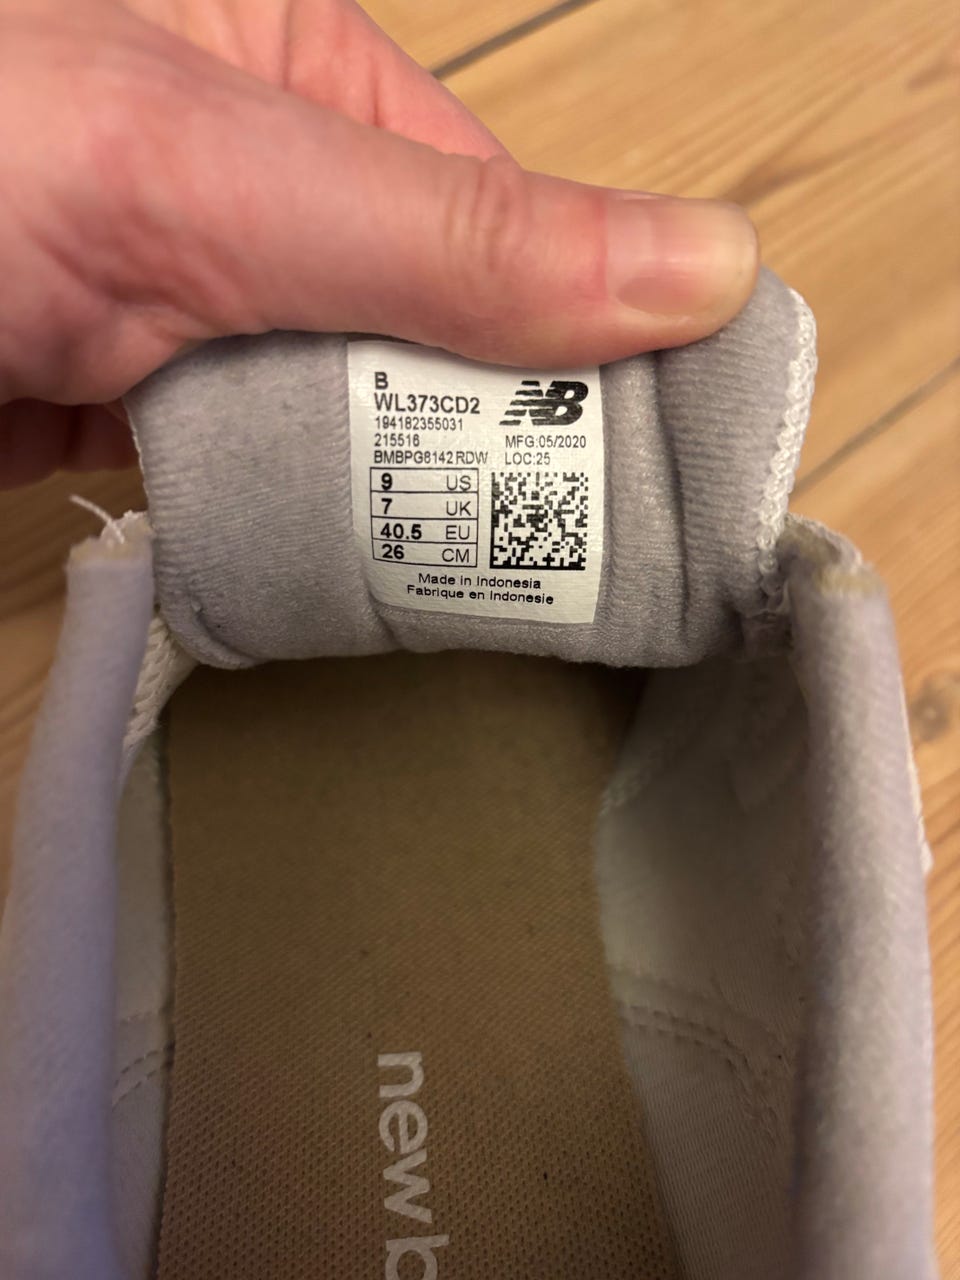 B
WL373CD2
194182355031
215516
BMBPG8142 RDW
NB
MFG:05/2020
LOC:25
9 US
7 UK
40.5 EU
26 CM
Made in Indonesia
Fabrique en Indonesie
new b